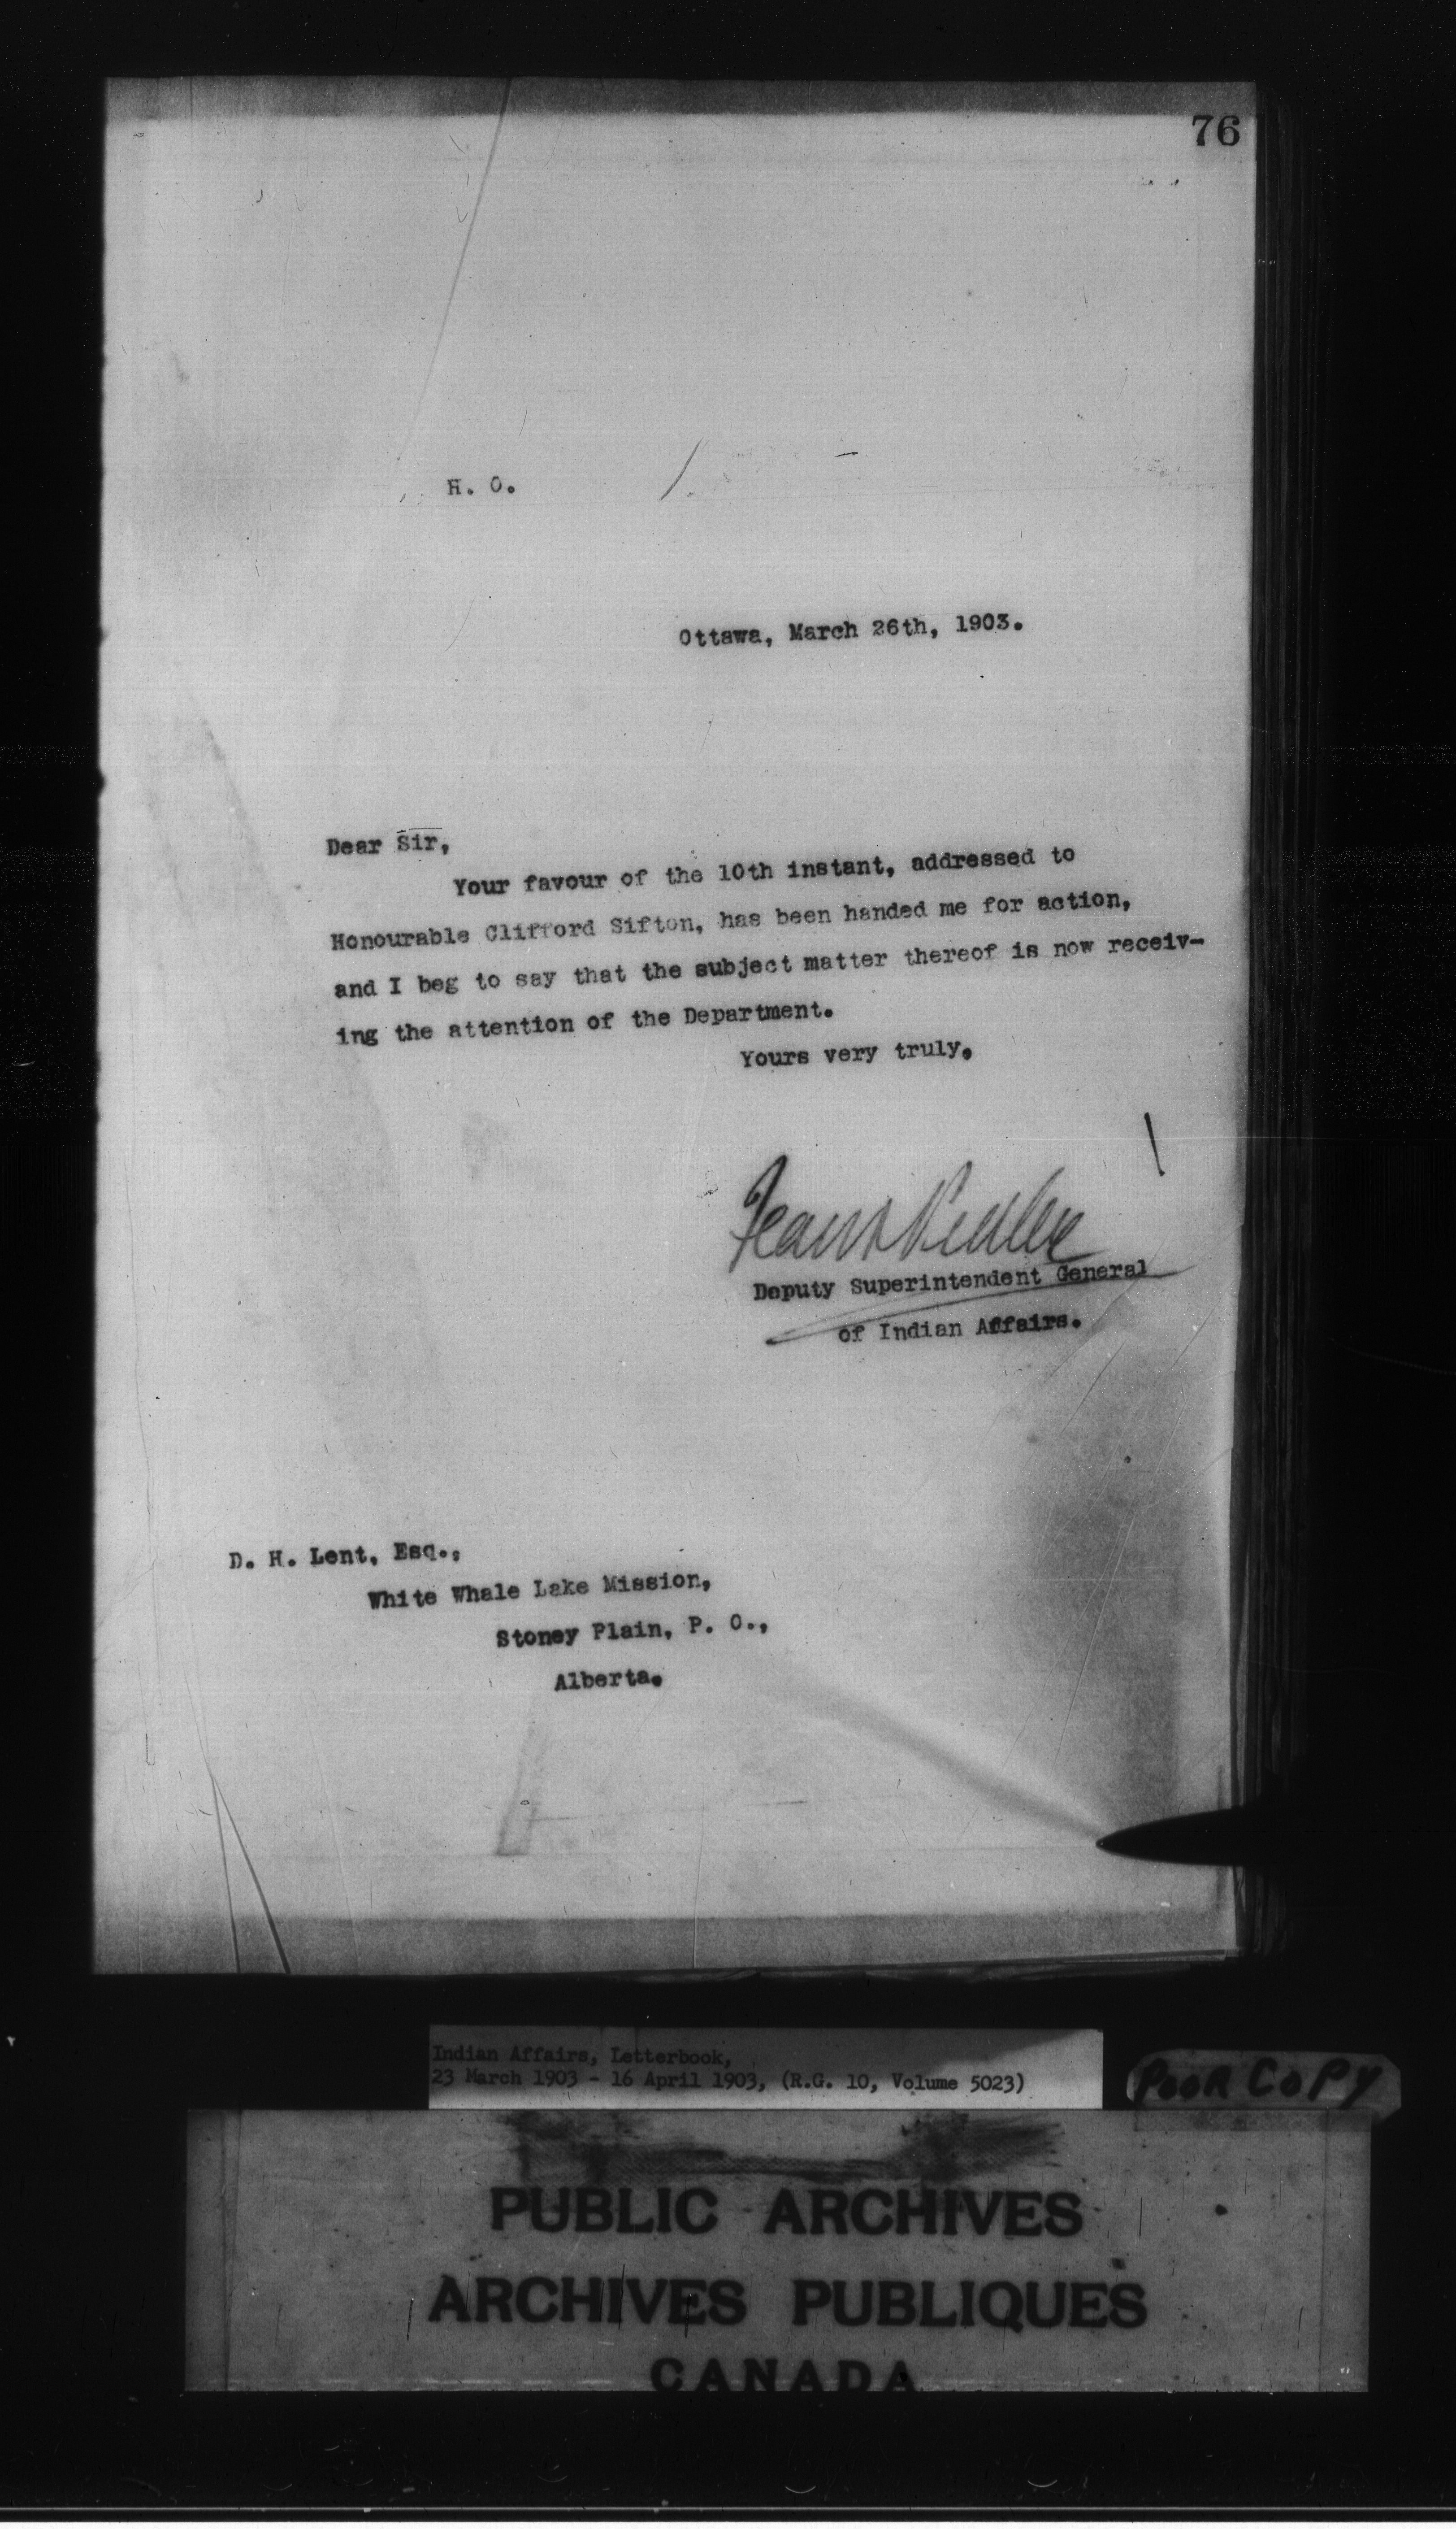 76
H. O.
Ottawa, March 26th, 1903.
Dear Sir,
Your favour of the 10th instant, addressed to
Honourable Clifford Sifton, has been handed me for action,
and I beg to say that the subject matter thereof is now receiv-
ing the attention of the Department.
Yours very truly.
Deputy Superintendent General
of Indian Affairs.
D. H. Lent, Esq.,
White Whale Lake Mission,
Stoney Plain, P. O.,
Alberta.
Indian Affairs, Letterbook,
23 March 1903 - 16 April 1903, (R.G. 10, Volume 5023)
POOR COPY
PUBLIC ARCHIVES
ARCHIVES PUBLIQUES
CANADA